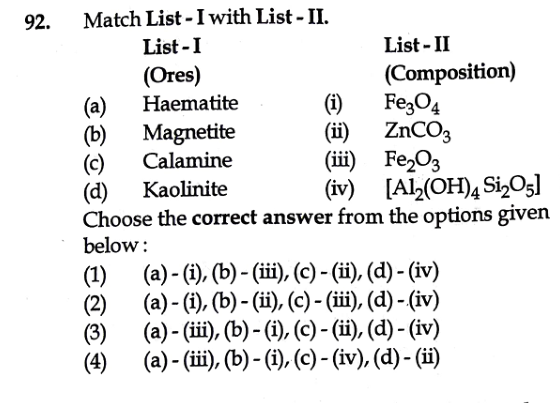 92. Match List - I with List - II.
List - I List - II
(Ores) (Composition)
(a) Haematite (i) Fe₃O₄
(b) Magnetite (ii) ZnCO₃
(c) Calamine (iii) Fe₂O₃
(d) Kaolinite (iv) [Al₂(OH)₄ Si₂O₅]
Choose the correct answer from the options given
below :
(1) (a) - (i), (b) - (iii), (c) - (ii), (d) - (iv)
(2) (a) - (i), (b) - (ii), (c) - (iii), (d) - (iv)
(3) (a) - (iii), (b) - (i), (c) - (ii), (d) - (iv)
(4) (a) - (iii), (b) - (i), (c) - (iv), (d) - (ii)